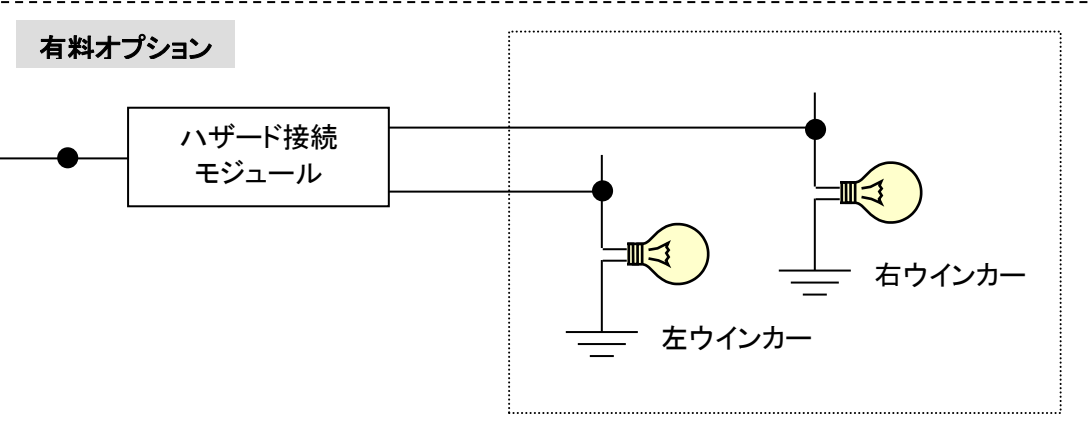 有料オプション
ハザード接続
モジュール
右ウインカー
左ウインカー